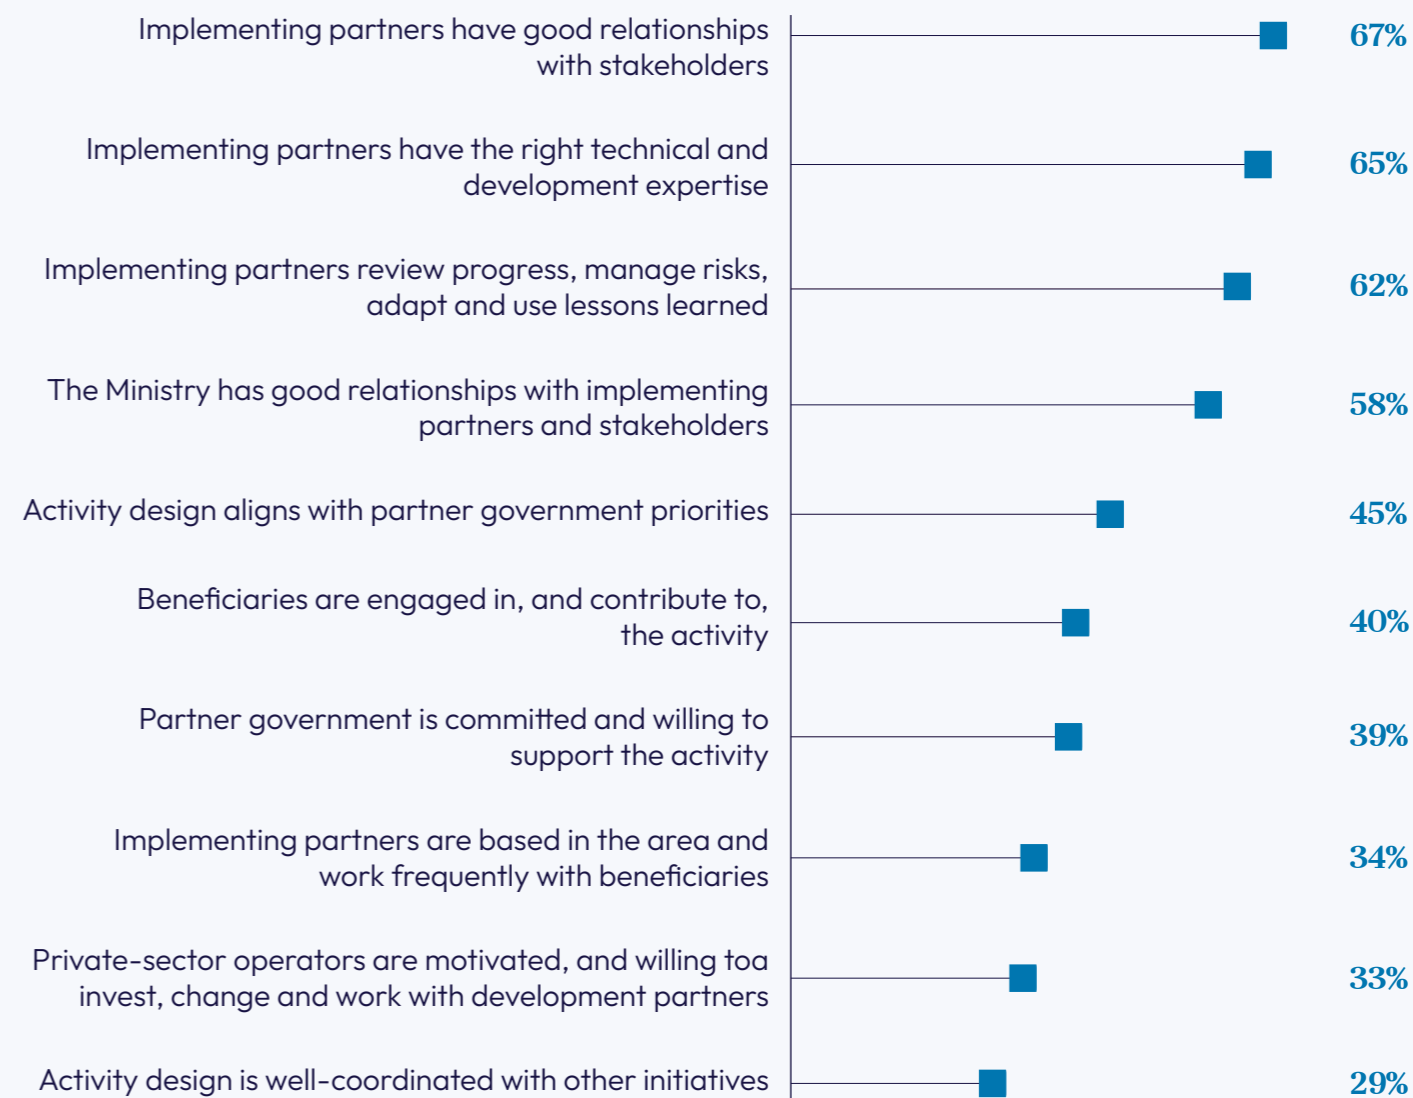 Implementing partners have good relationships
with stakeholders
67%
Implementing partners have the right technical and
development expertise
65%
Implementing partners review progress, manage risks,
adapt and use lessons learned
62%
The Ministry has good relationships with implementing
partners and stakeholders
58%
Activity design aligns with partner government priorities
45%
Beneficiaries are engaged in, and contribute to,
the activity
40%
Partner government is committed and willing to
support the activity
39%
Implementing partners are based in the area and
work frequently with beneficiaries
34%
Private-sector operators are motivated, and willing toa
invest, change and work with development partners
33%
Activity design is well-coordinated with other initiatives
29%